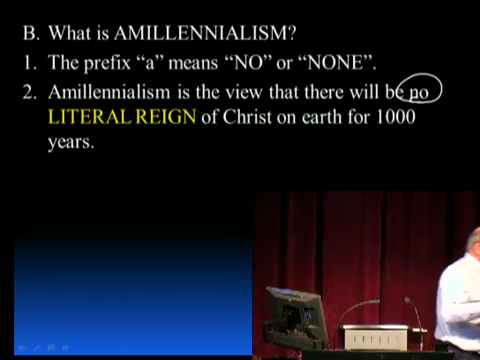 B. What is AMILLENNIALISM?
1. The prefix “a” means “NO” or “NONE”.
2. Amillennialism is the view that there will be no
LITERAL REIGN of Christ on earth for 1000
years.